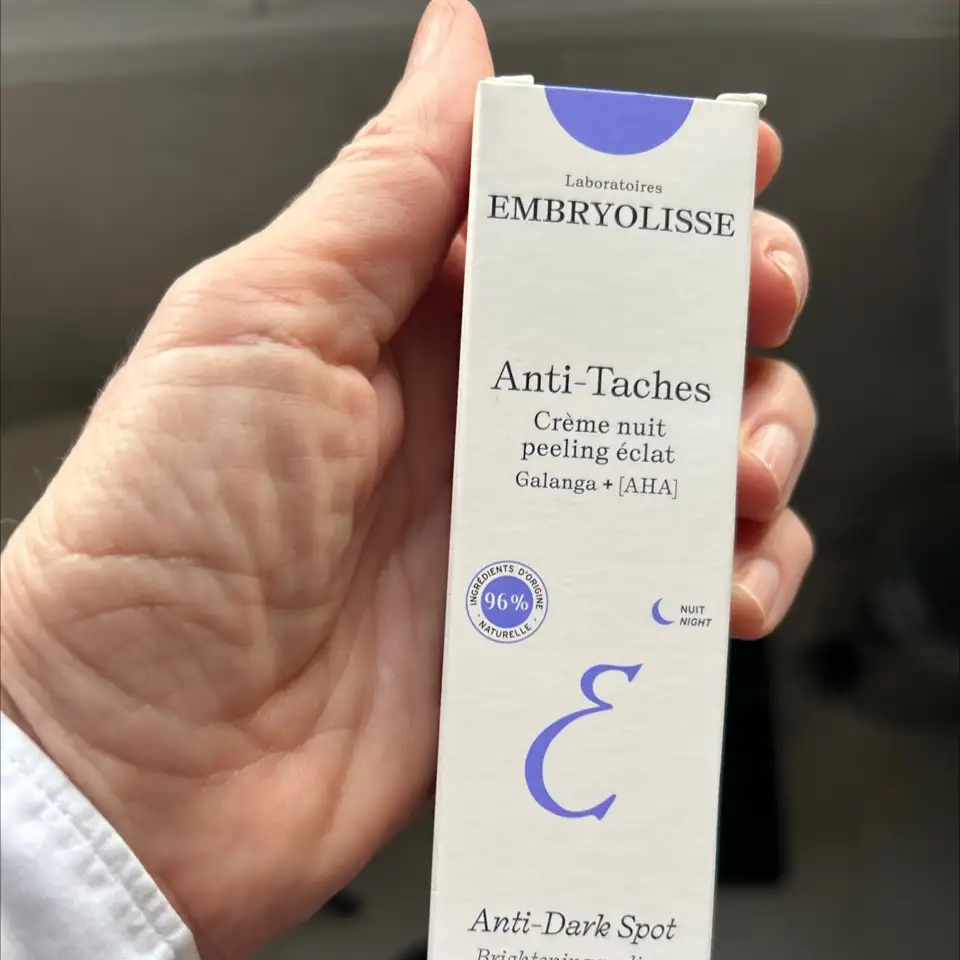 Laboratoires
EMBRYOLISSE
Anti-Taches
Crème nuit
peeling éclat
Galanga + [AHA]
INGRÉDIENTS D'ORIGINE
96%
NATURELLE
NUIT
NIGHT
Anti-Dark Spot